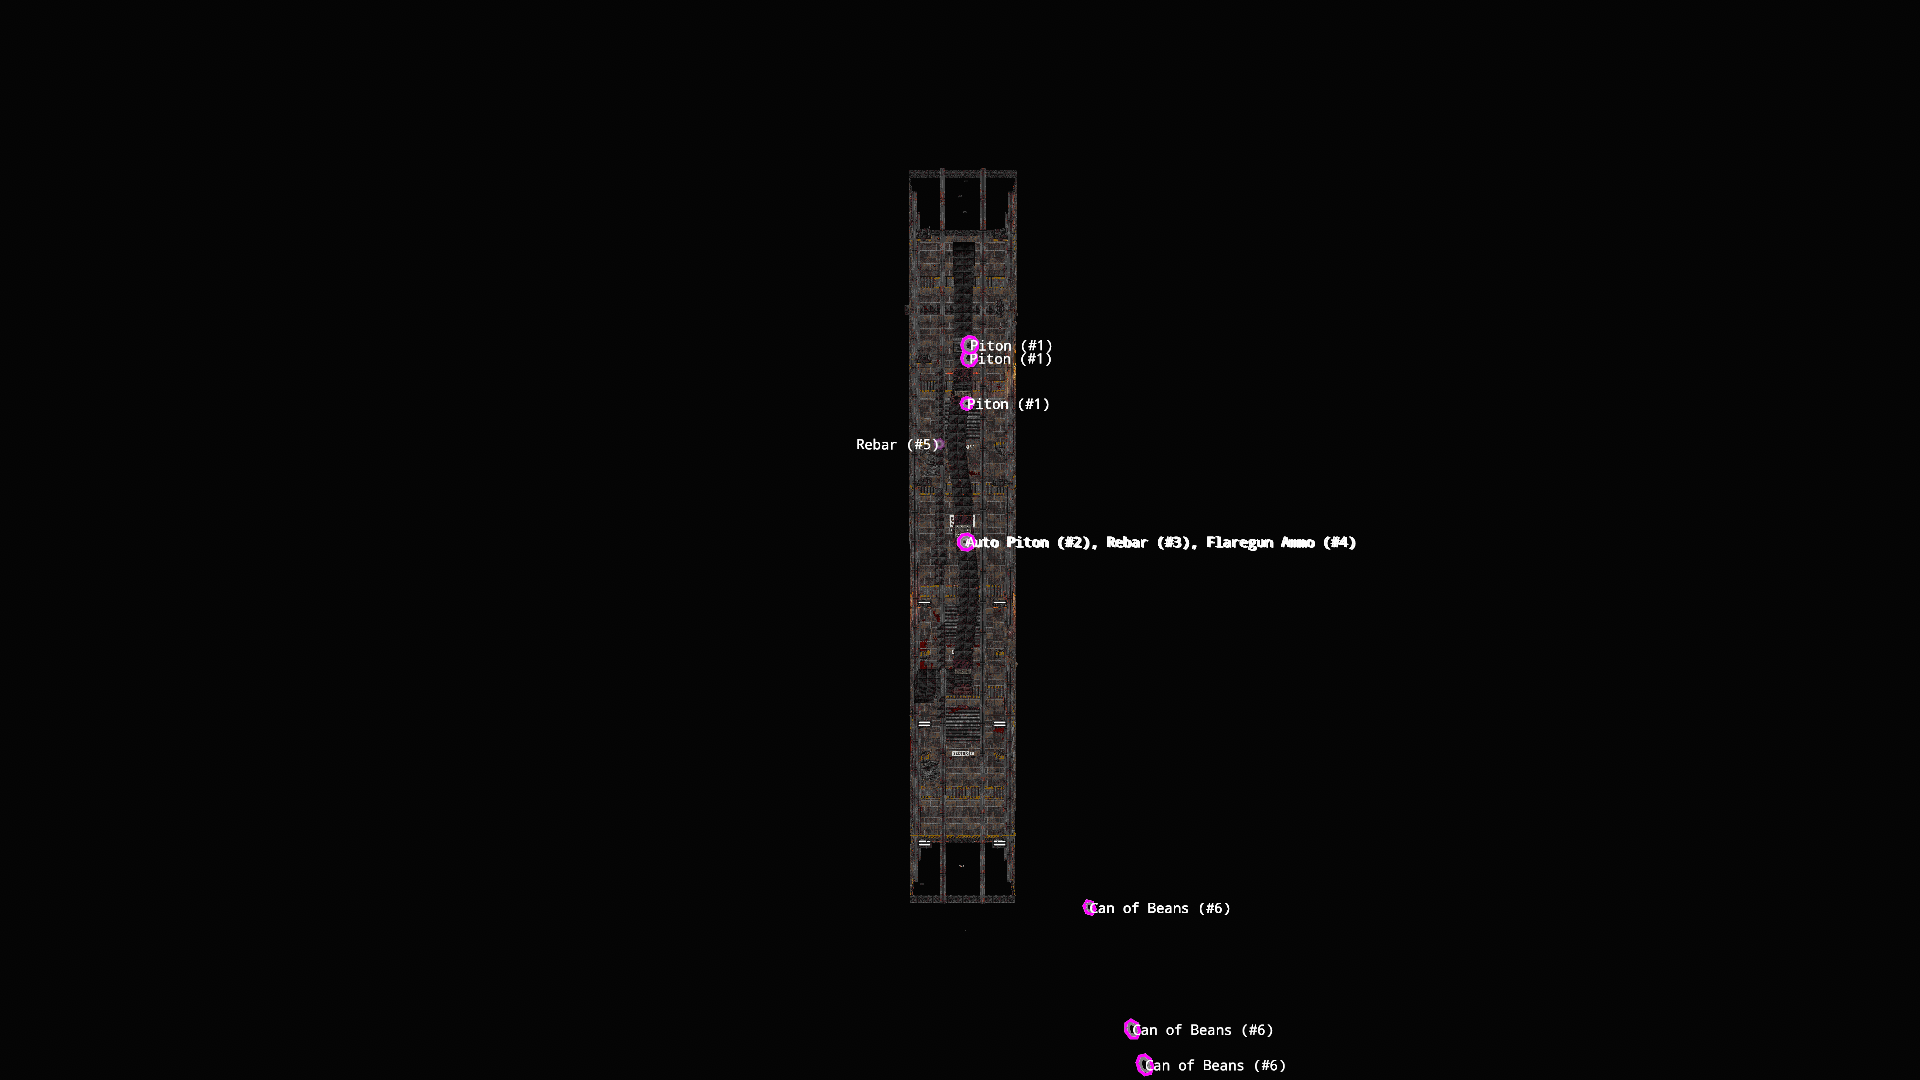 Piton (#1)
Piton (#1)
Piton (#1)
Rebar (#5)
Auto Piton (#2), Rebar (#3), Flaregun Ammo (#4)
Can of Beans (#6)
Can of Beans (#6)
Can of Beans (#6)